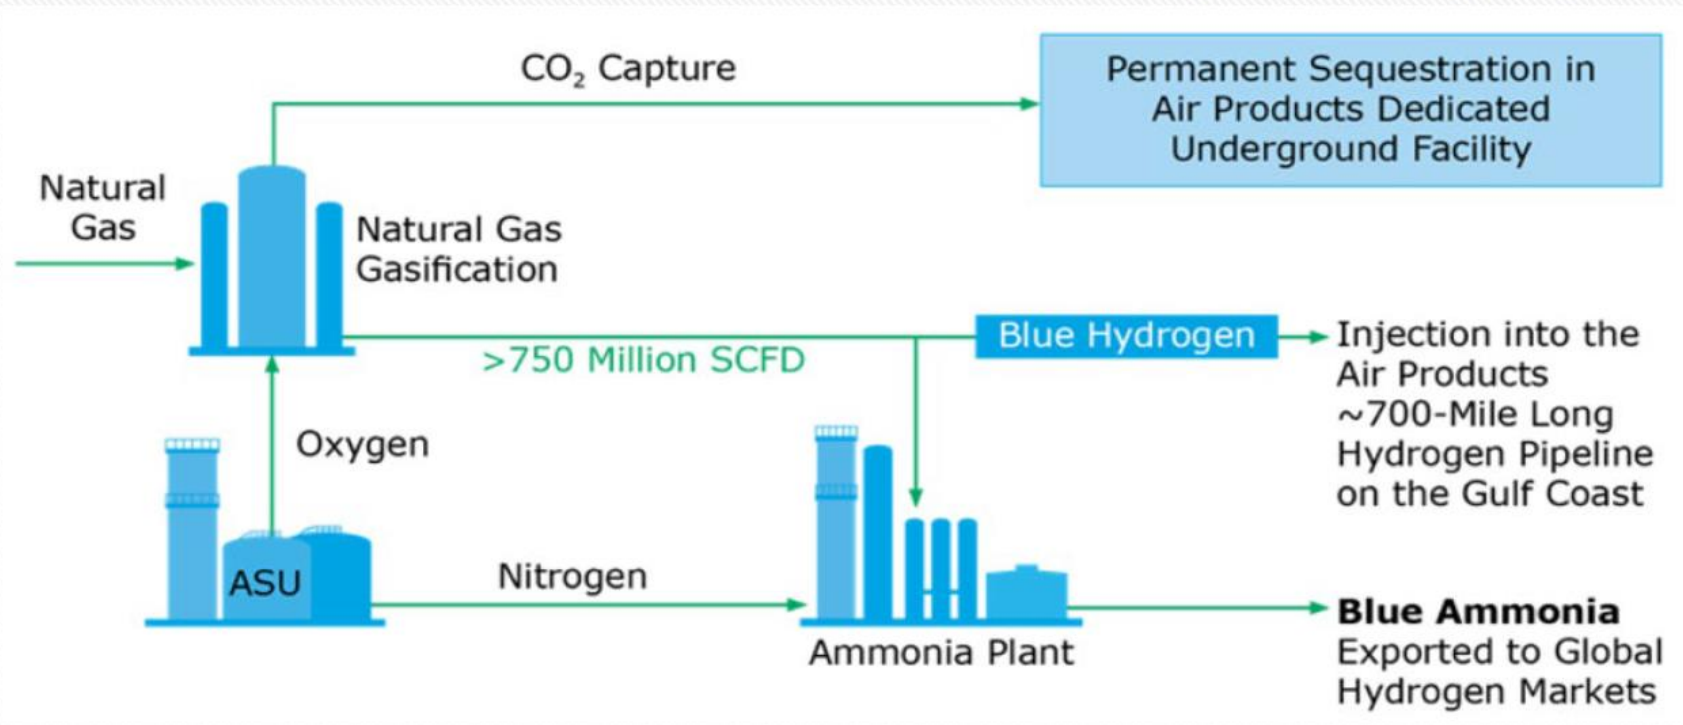 CO₂ Capture
Permanent Sequestration in
Air Products Dedicated
Underground Facility
Natural
Gas
Natural Gas
Gasification
Blue Hydrogen
>750 Million SCFD
Injection into the
Air Products
~700-Mile Long
Hydrogen Pipeline
on the Gulf Coast
Oxygen
ASU
Nitrogen
Ammonia Plant
Blue Ammonia
Exported to Global
Hydrogen Markets